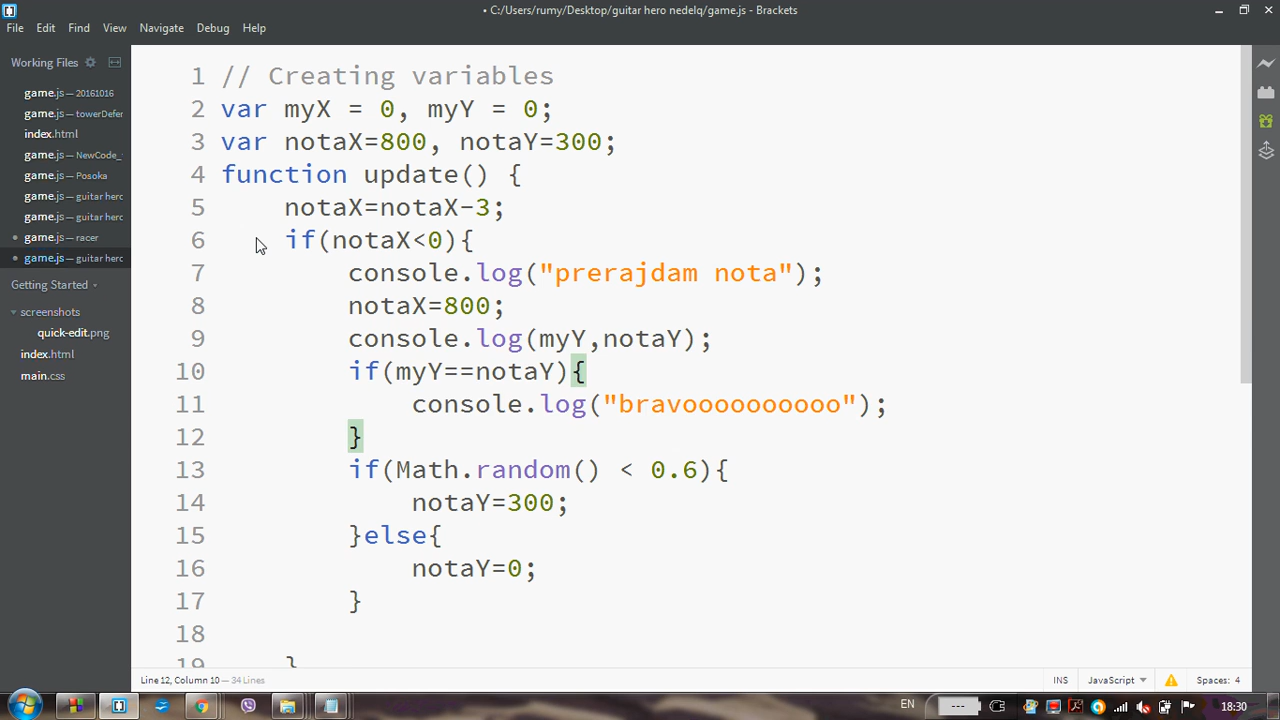 • C:/Users/rumy/Desktop/guitar hero nedelq/game.js - Brackets
File Edit Find View Navigate Debug Help
Working Files
game.js — 20161016
game.js — towerDefer
index.html
game.js — NewCode_
game.js — Posoka
game.js — guitar hero
game.js — guitar hero
game.js — racer
game.js — guitar hero
Getting Started
screenshots
quick-edit.png
index.html
main.css
1 // Creating variables
2 var myX = 0, myY = 0;
3 var notaX=800, notaY=300;
4 function update() {
5 notaX=notaX-3;
6 if(notaX<0){
7 console.log("prerajdam nota");
8 notaX=800;
9 console.log(myY,notaY);
10 if(myY==notaY){
11 console.log("bravoooooooooo");
12 }
13 if(Math.random() < 0.6){
14 notaY=300;
15 }else{
16 notaY=0;
17 }
18
19 }
Line 12, Column 10 — 34 Lines
INS JavaScript Spaces: 4
EN 18:30